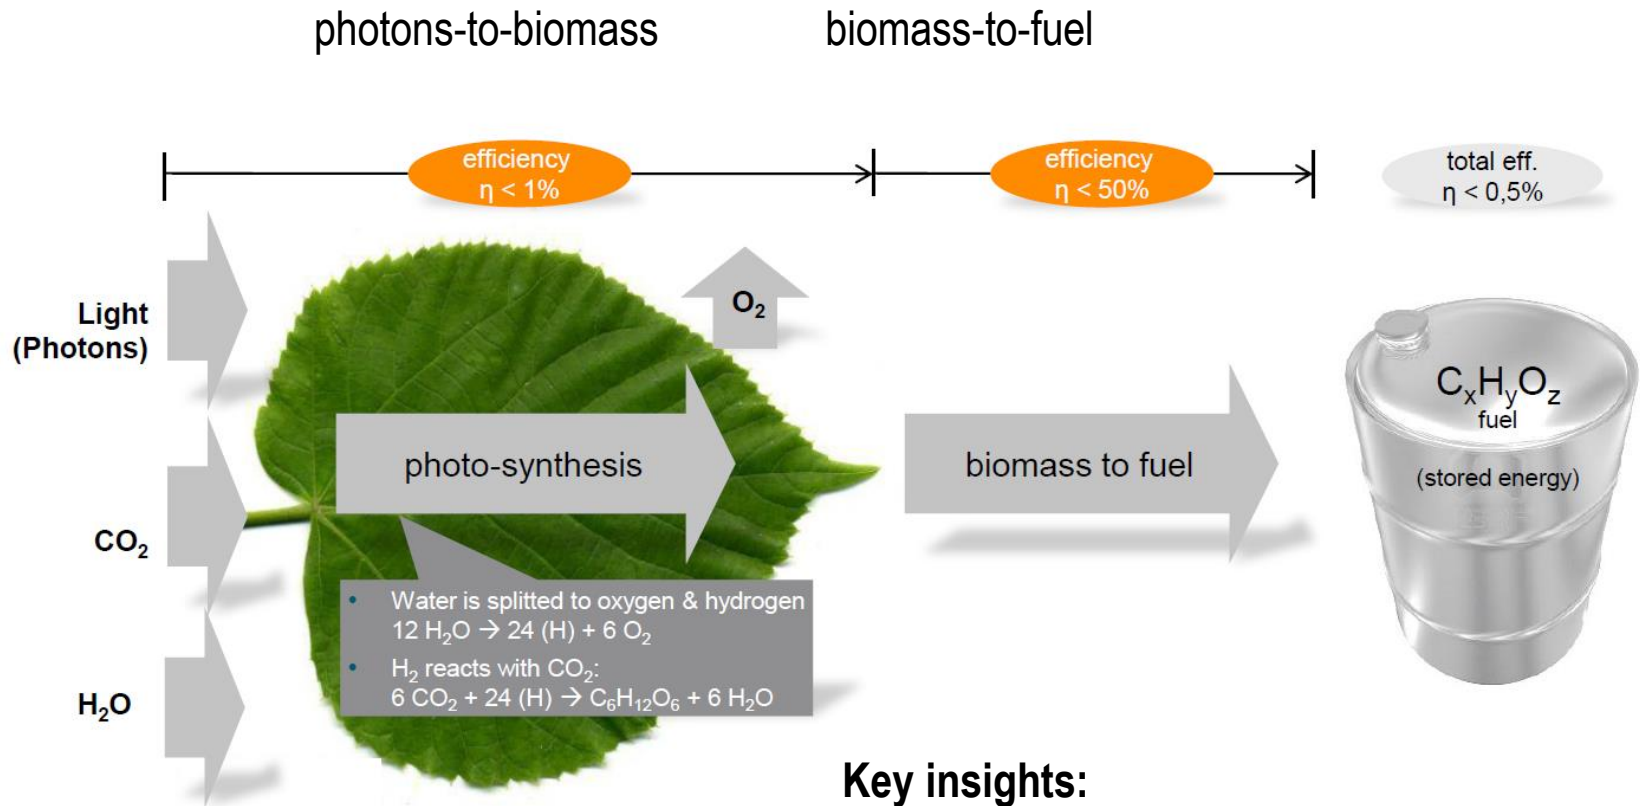 photons-to-biomass
biomass-to-fuel
efficiency
η < 1%
efficiency
η < 50%
total eff.
η < 0,5%
Light
(Photons)
O₂
CₓHᵧO_z
fuel
(stored energy)
photo-synthesis
biomass to fuel
CO₂
• Water is splitted to oxygen & hydrogen
12 H₂O → 24 (H) + 6 O₂
• H₂ reacts with CO₂:
6 CO₂ + 24 (H) → C₆H₁₂O₆ + 6 H₂O
H₂O
Key insights: